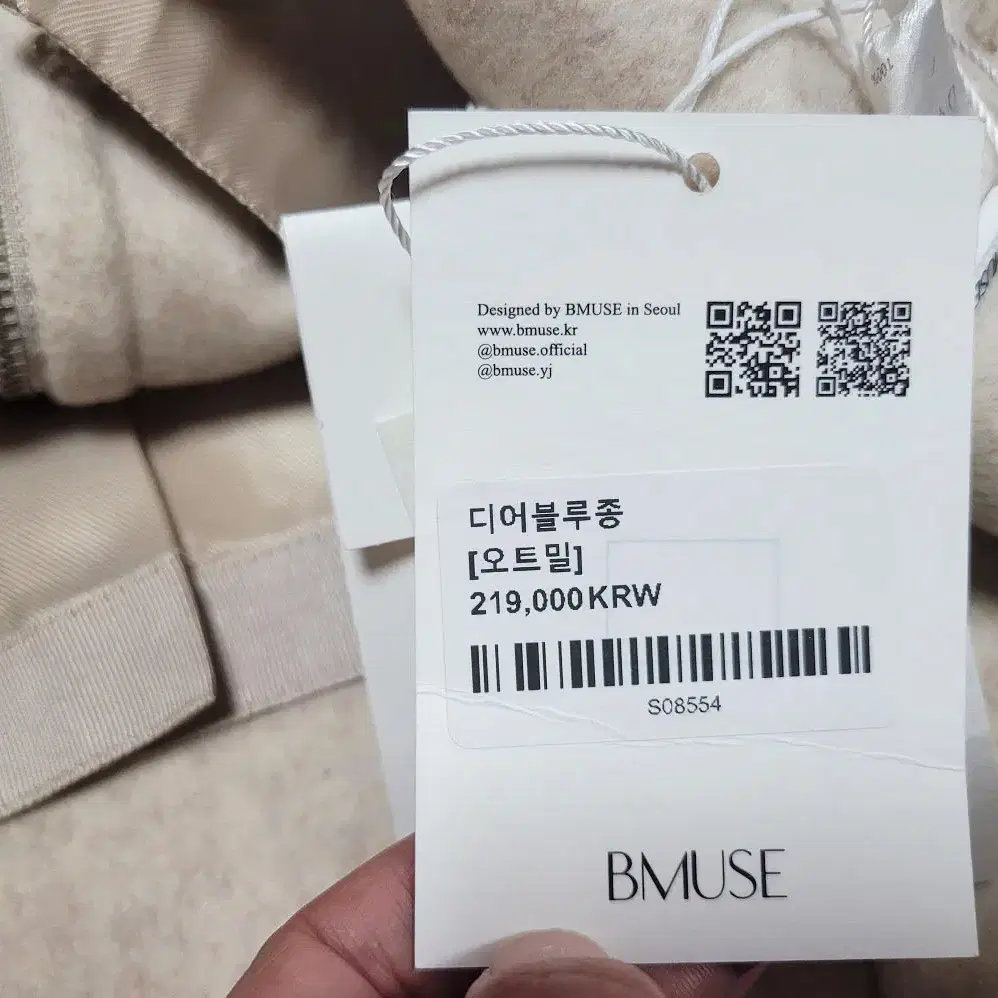 Designed by BMUSE in Seoul
www.bmuse.kr
@bmuse.official
@bmuse.yj
디어블루종
[오트밀]
219,000KRW
S08554
BMUSE